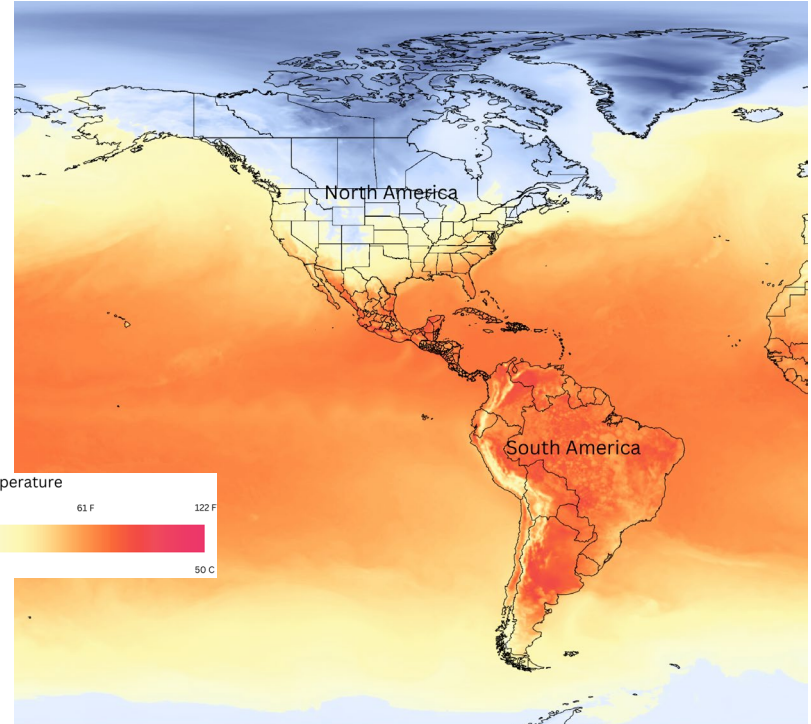 North America
South America
perature
61 F
122 F
50 C